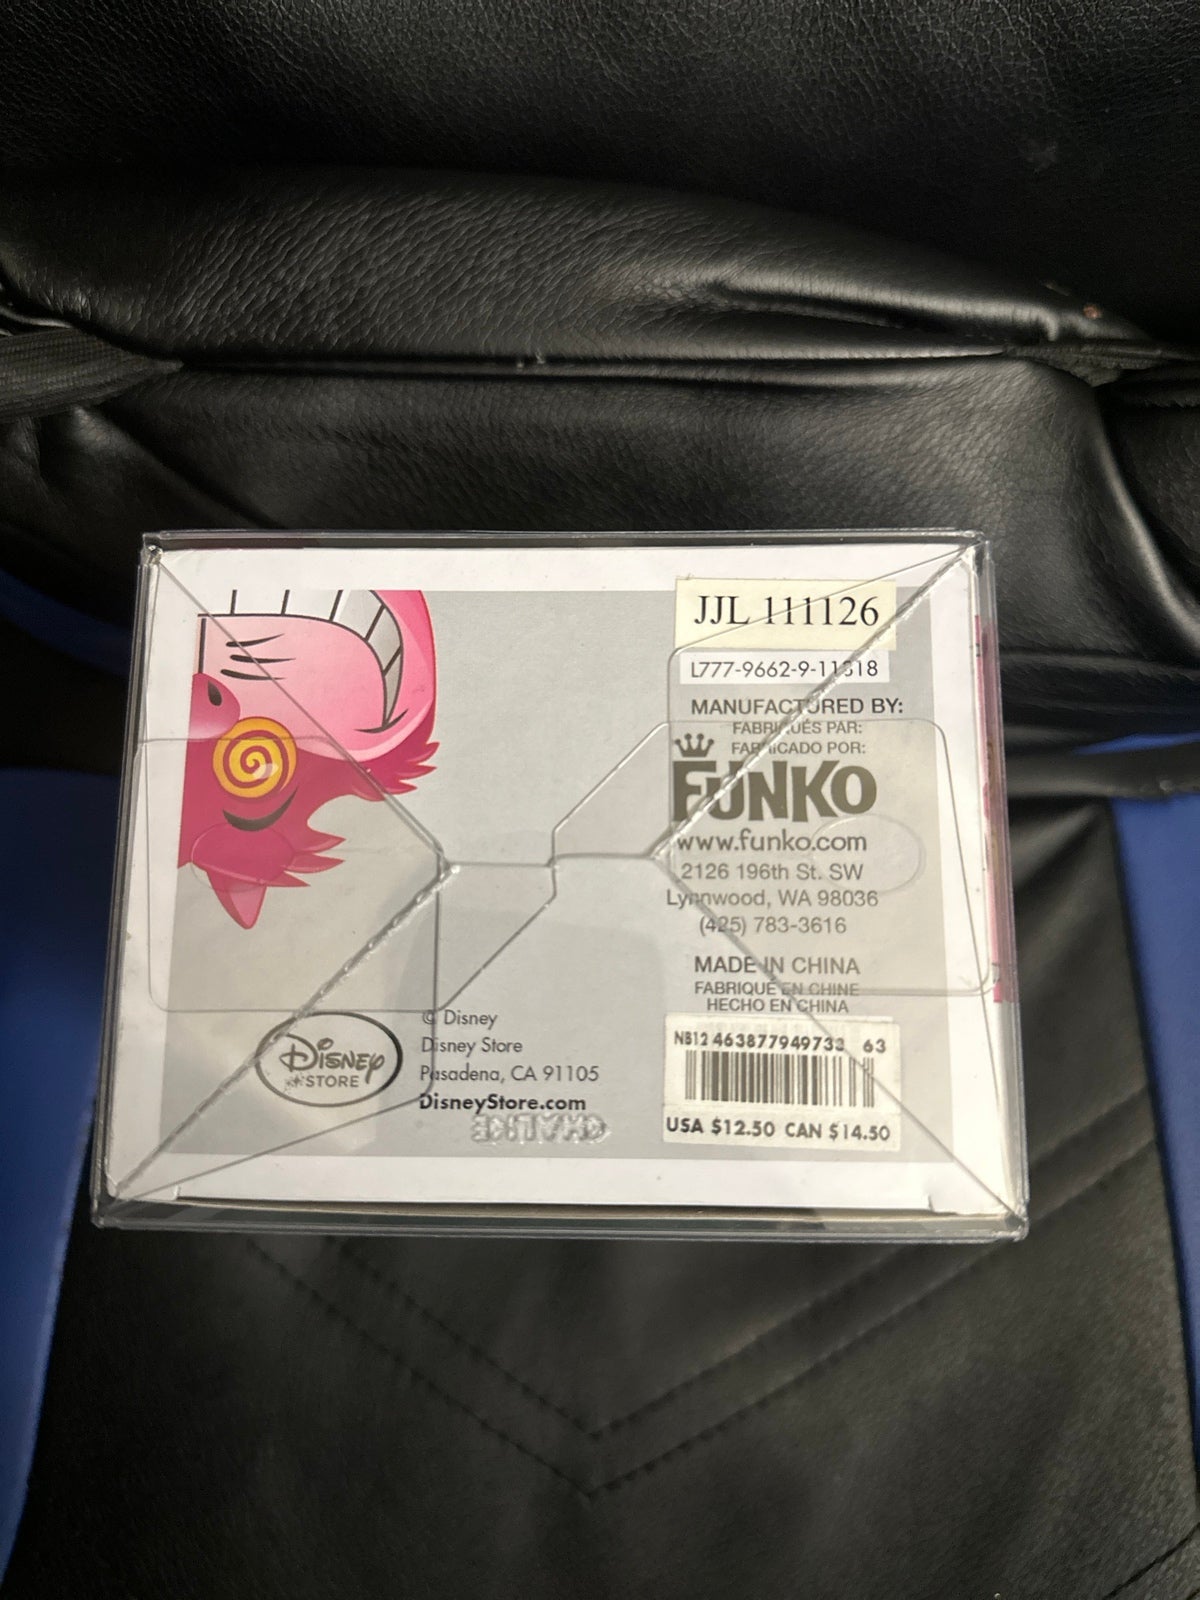 JJL 111126
L777-9662-9-11318
MANUFACTURED BY:
FABRIQUÉS PAR:
FABRICADO POR:
FUNKO
www.funko.com
2126 196th St. SW
Lynnwood, WA 98036
(425) 783-3616
MADE IN CHINA
FABRIQUÉ EN CHINE
HECHO EN CHINA
DISNEY
STORE
© Disney
Disney Store
Pasadena, CA 91105
DisneyStore.com
NB12 463877949733 63
USA $12.50 CAN $14.50